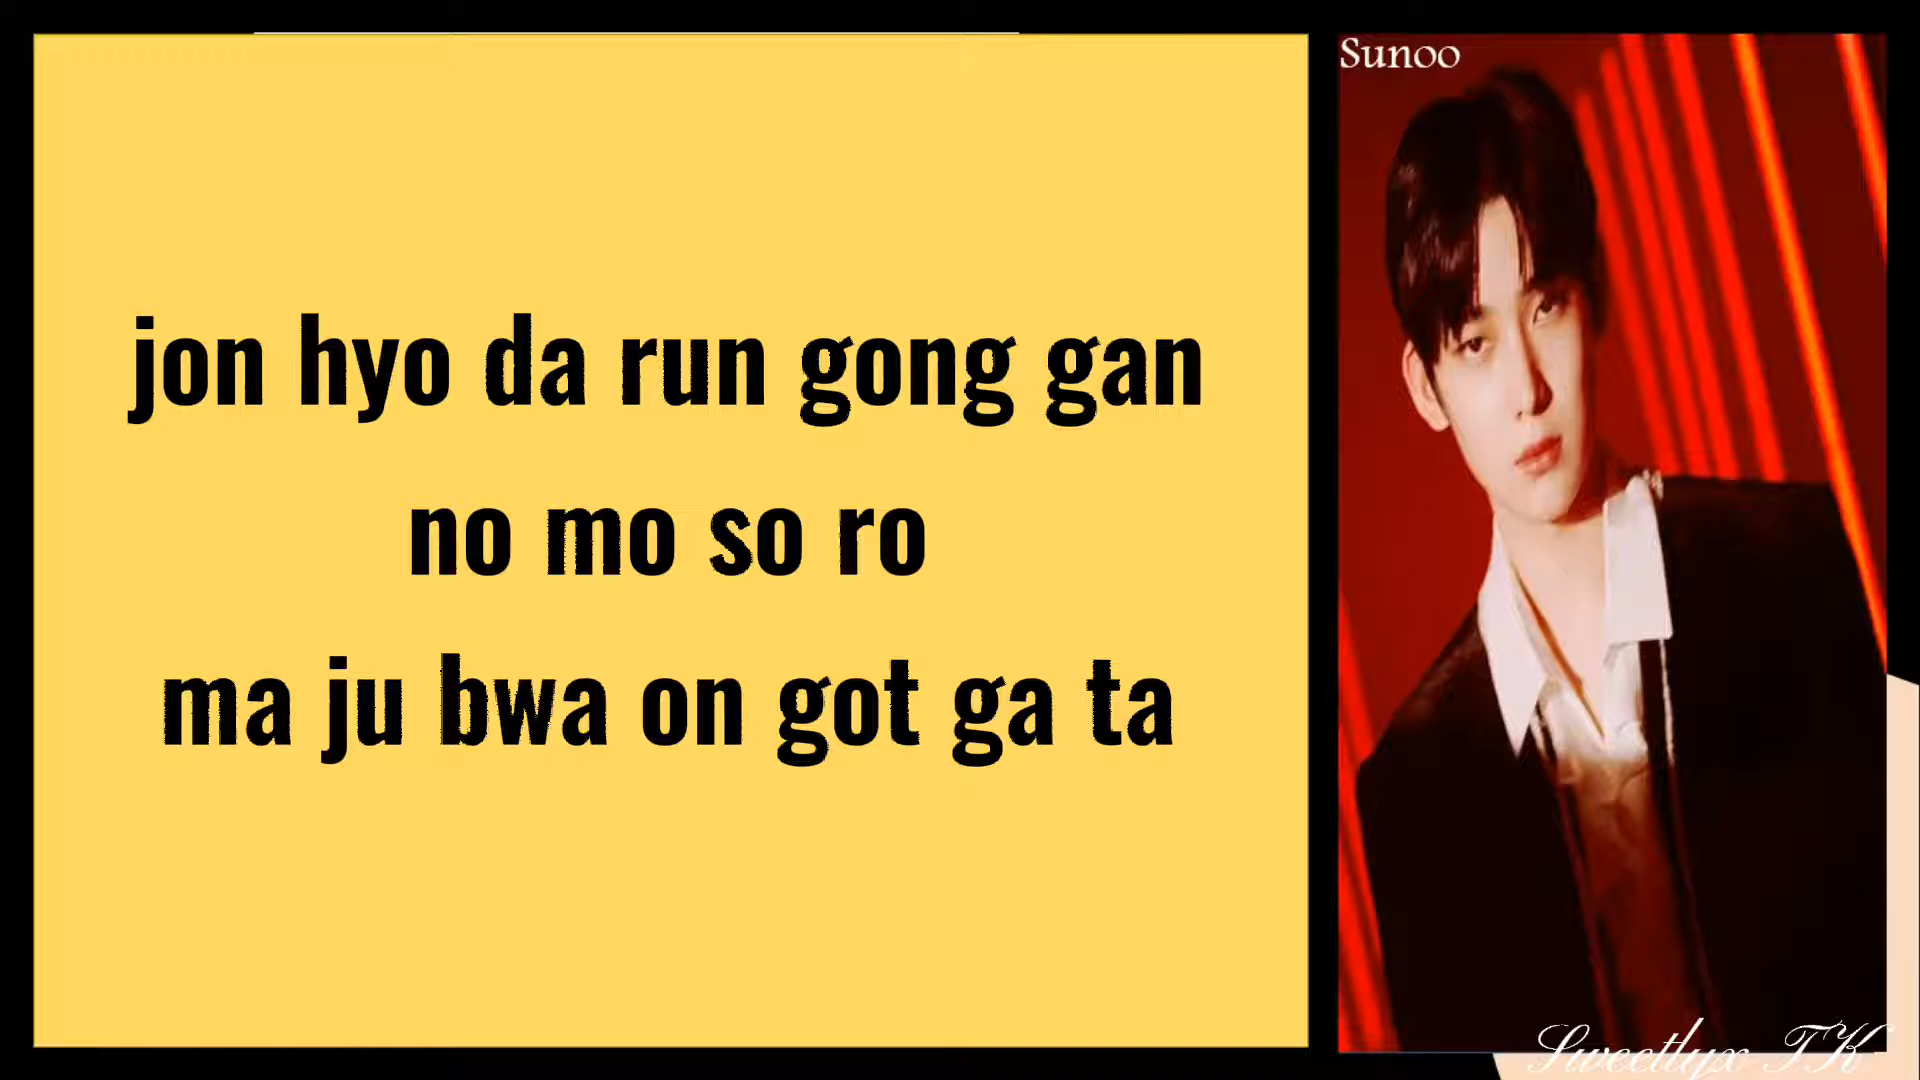 jon hyo da run gong gan
no mo so ro
ma ju bwa on got ga ta
Sunoo
Sweetlyx TK